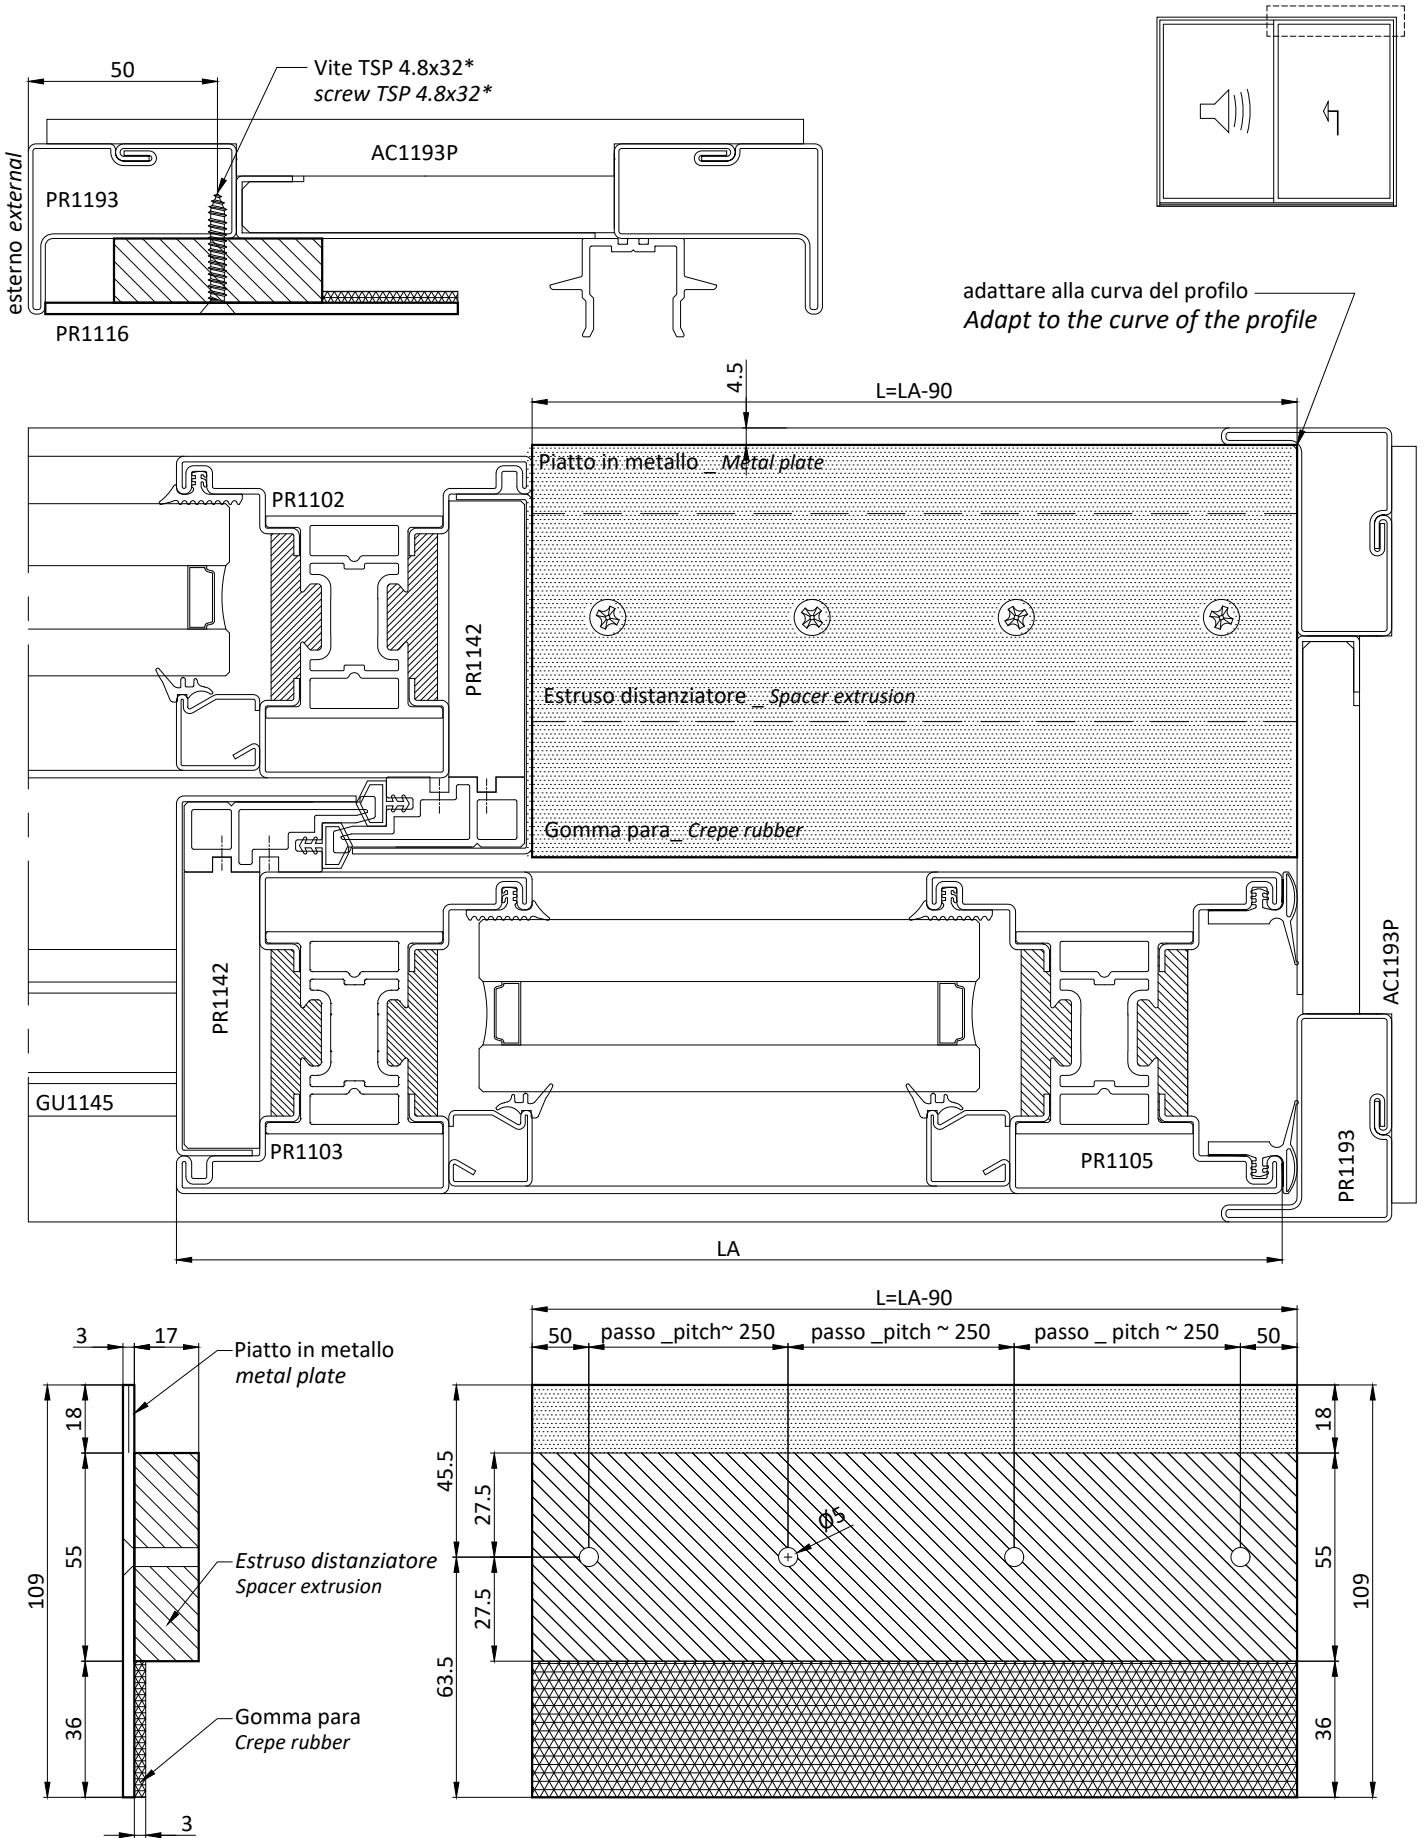 50
Vite TSP 4.8x32*
screw TSP 4.8x32*
AC1193P
PR1193
esterno external
PR1116
adattare alla curva del profilo
Adapt to the curve of the profile
4.5
L=LA-90
Piatto in metallo _ Metal plate
PR1102
PR1142
Estruso distanziatore _ Spacer extrusion
Gomma para _ Crepe rubber
PR1142
AC1193P
GU1145
PR1103
PR1105
PR1193
LA
L=LA-90
3
17
Piatto in metallo
metal plate
50
passo _pitch~ 250
passo _pitch ~ 250
passo _ pitch ~ 250
50
18
45.5
27.5
18
Ø5
109
55
Estruso distanziatore
Spacer extrusion
27.5
55
109
63.5
36
Gomma para
Crepe rubber
36
3